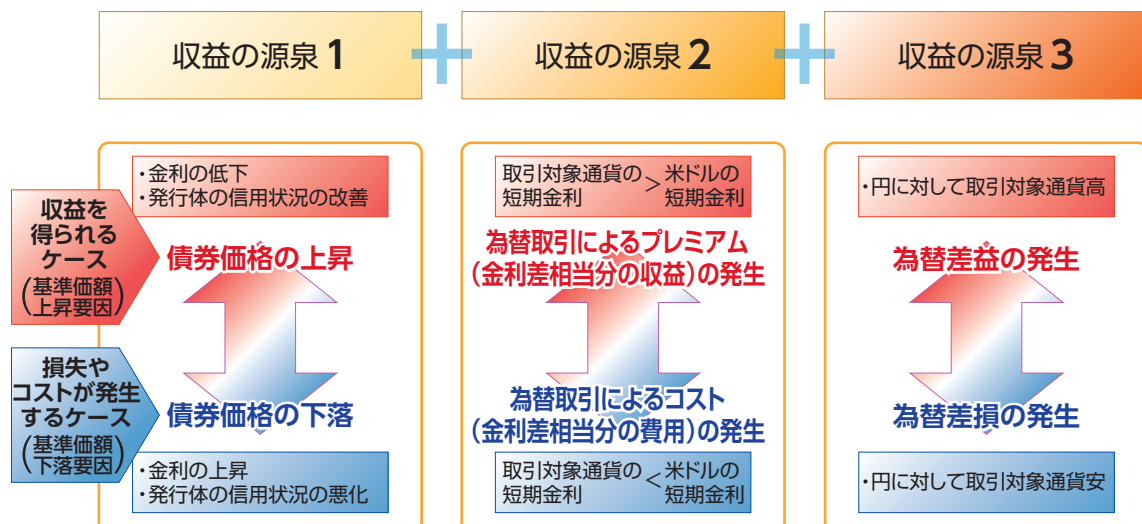 収益の源泉 1
+
収益の源泉 2
+
収益の源泉 3
収益を
得られる
ケース
(基準価額
上昇要因)
・金利の低下
・発行体の信用状況の改善
債券価格の上昇
取引対象通貨の
短期金利
>
米ドルの
短期金利
為替取引によるプレミアム
(金利差相当分の収益)の発生
・円に対して取引対象通貨高
為替差益の発生
損失や
コストが発生
するケース
(基準価額
下落要因)
債券価格の下落
・金利の上昇
・発行体の信用状況の悪化
為替取引によるコスト
(金利差相当分の費用)の発生
取引対象通貨の
短期金利
<
米ドルの
短期金利
為替差損の発生
・円に対して取引対象通貨安